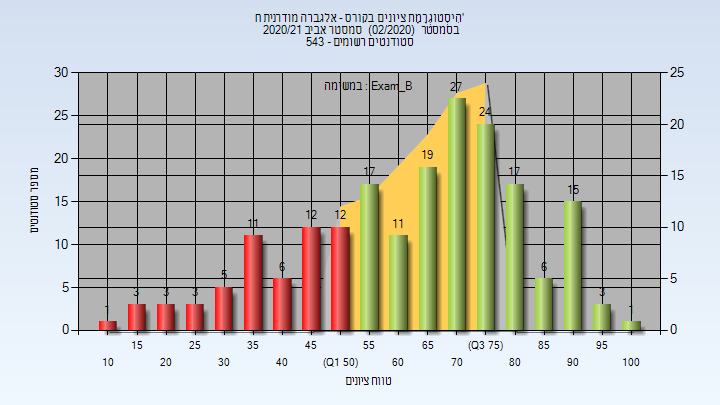 הִיסְטוֹגְרָמַת ציונים בקורס - אלגברה מודרנית ח'
בסמסטר (02/2020) סמסטר אביב 2020/21
סטודנטים רשומים - 543
במשימה : Exam_B
מספר סטודנטים
30 25 20 15 10 5 0
25 20 15 10 5 0
1 3 3 3 5 11 6 12 12 17 11 19 27 24 17 6 15 3 1
15 25 35 45 55 65 (Q3 75) 85 95
10 20 30 40 (Q1 50) 60 70 80 90 100
טווח ציונים